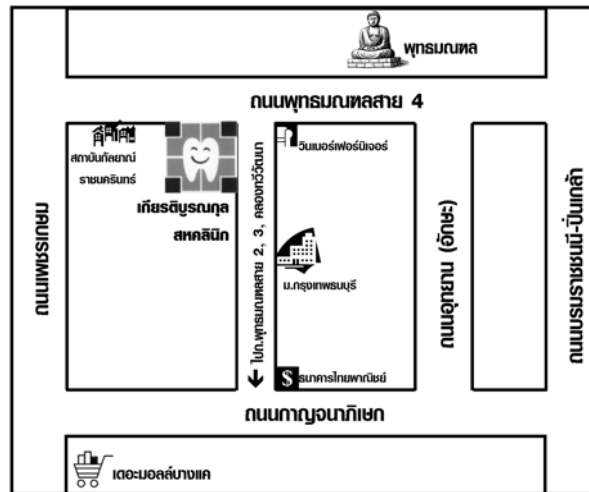 พุทธมณฑล
ถนนพุทธมณฑลสาย 4
สถาบันกัลยาณ์
ราชนครินทร์
วินเนอร์เฟอร์นิเจอร์
เกียรติบูรณกุล
สหคลินิก
ถนนเพชรเกษม
ไปถ.พุทธมณฑลสาย 2, 3, คลองทวีวัฒนา
ม.กรุงเทพธนบุรี
ถนนอุทยาน (อักษะ)
ถนนบรมราชชนนี-ปิ่นเกล้า
$ ธนาคารไทยพาณิชย์
ถนนกาญจนาภิเษก
เดอะมอลล์บางแค